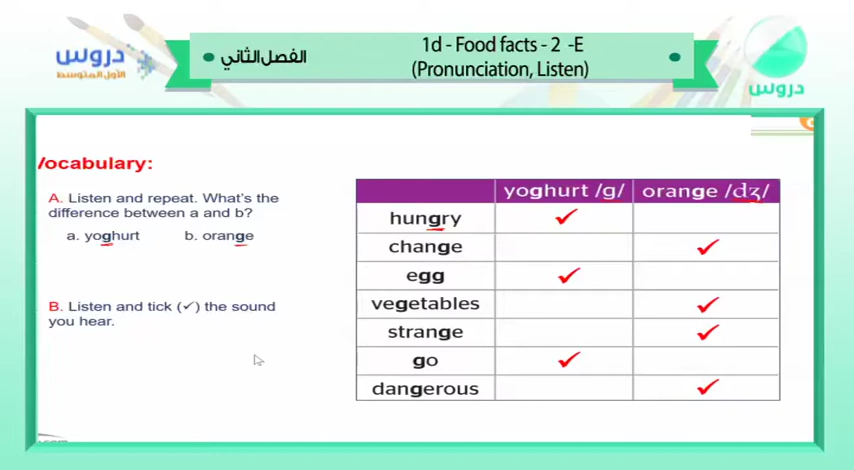 دروس
الأول المتوسط
الفصل الثاني
1d - Food facts - 2 -E
(Pronunciation, Listen)
دروس
/ocabulary:
A. Listen and repeat. What's the
difference between a and b?
a. yoghurt b. orange
B. Listen and tick (✓) the sound
you hear.
yoghurt /g/ orange /dʒ/
hungry ✓
change ✓
egg ✓
vegetables ✓
strange ✓
go ✓
dangerous ✓